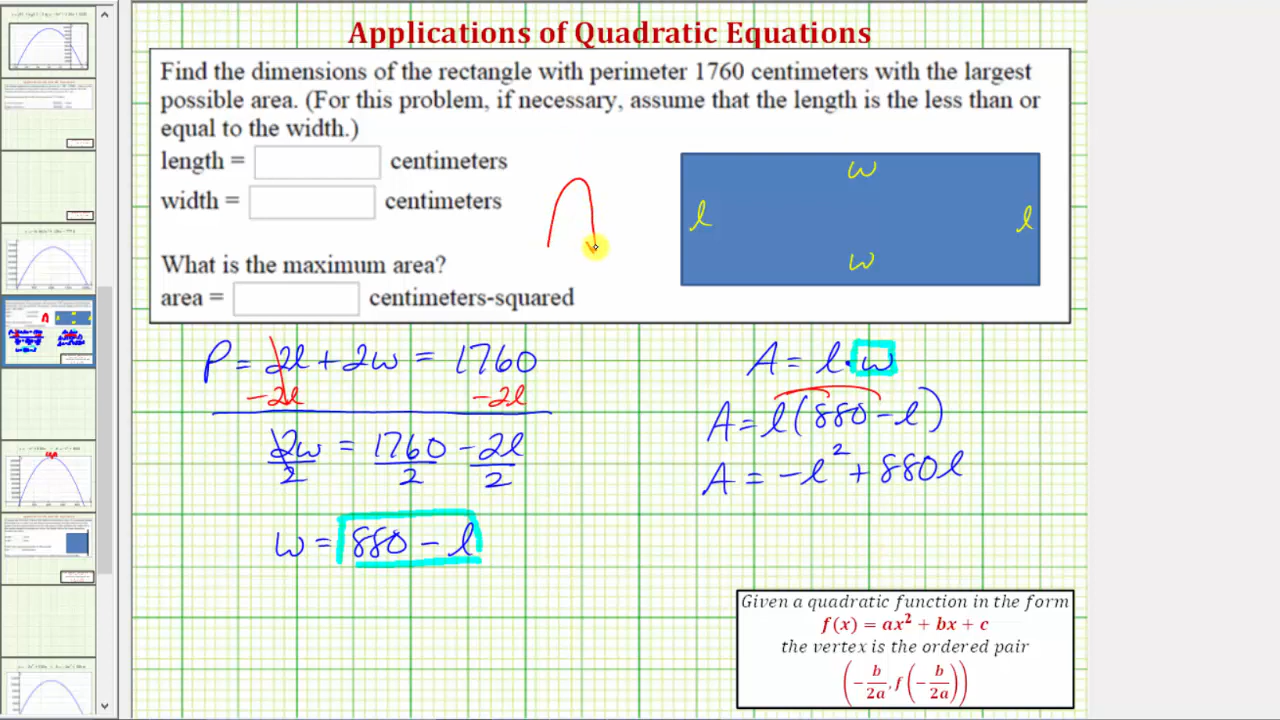 Applications of Quadratic Equations
Find the dimensions of the rectangle with perimeter 1760 centimeters with the largest
possible area. (For this problem, if necessary, assume that the length is the less than or
equal to the width.)
length = centimeters
width = centimeters
What is the maximum area?
area = centimeters-squared
w
l l
w
P = 2l + 2w = 1760
-2l -2l
2w = 1760 - 2l
2 2 2
w = 880 - l
A = l · w
A = l(880 - l)
A = -l² + 880l
Given a quadratic function in the form
f(x) = ax² + bx + c
the vertex is the ordered pair
(-b/2a, f(-b/2a))